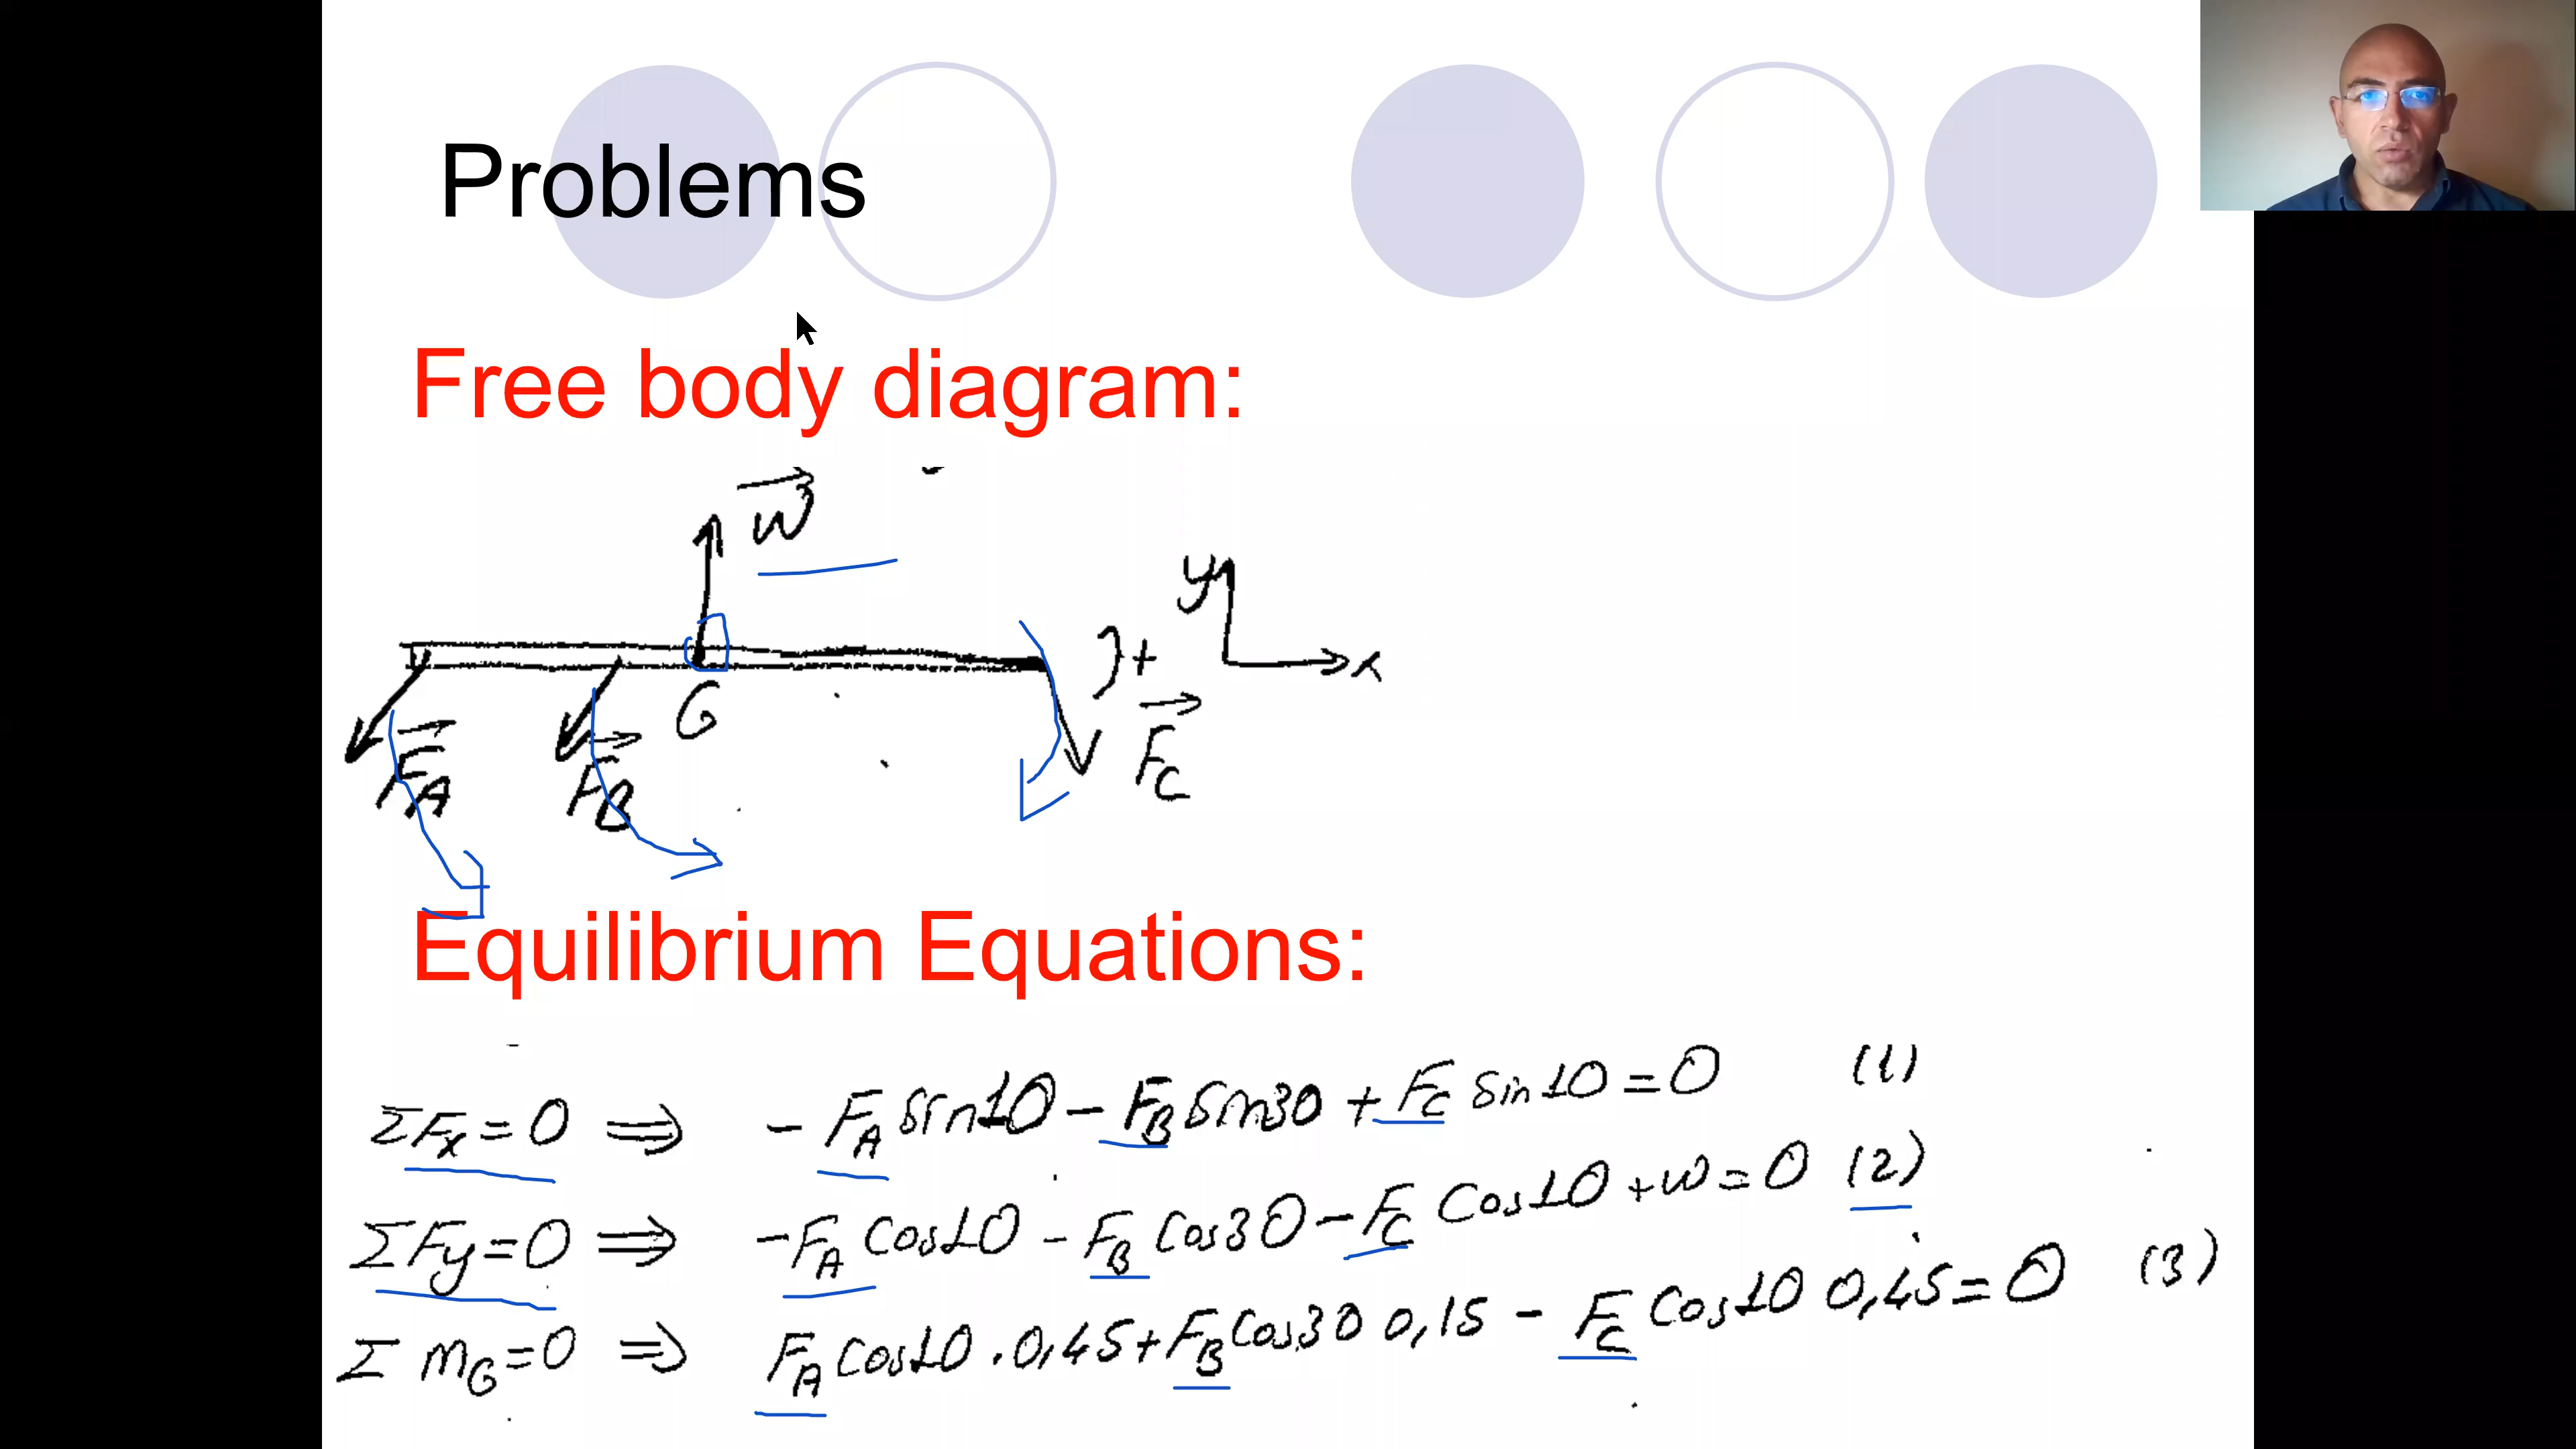 Problems
Free body diagram:
W
y
)+
x
G
FA
FB
FC
Equilibrium Equations:
ΣFx=0 ⇒ - FA sin10 - FB sin30 + FC sin10 = 0 (1)
ΣFy=0 ⇒ -FA cos10 - FB cos30 - FC cos10 + W = 0 (2)
Σ mG=0 ⇒ FA cos10 . 0,45 + FB cos30 0,15 - FC cos10 0,45 = 0 (3)